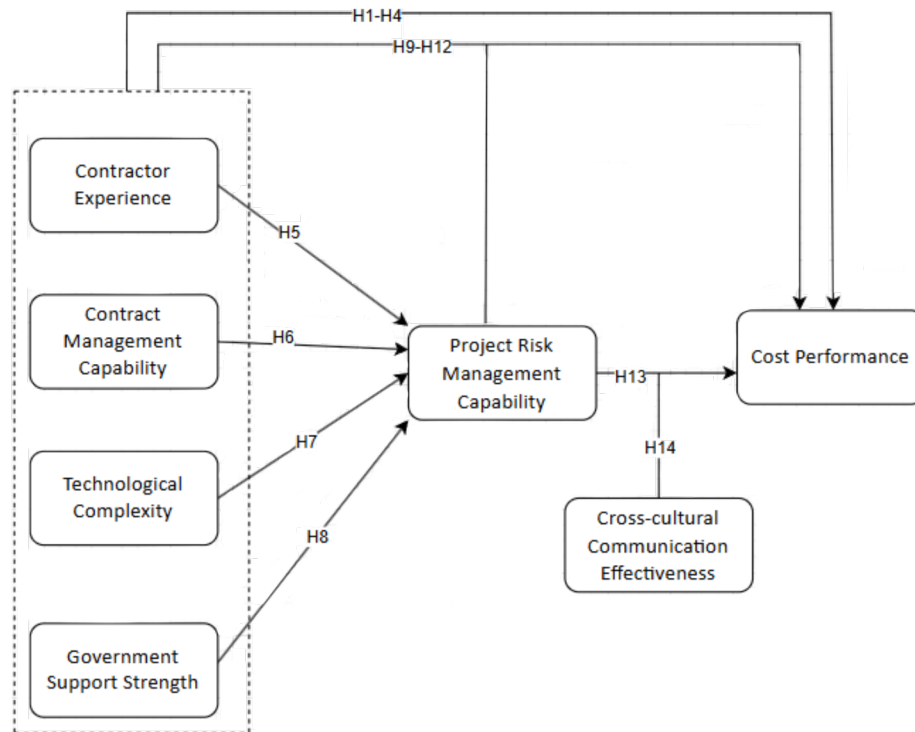 H1-H4
H9-H12
Contractor
Experience
H5
Contract
Management
Capability
H6
Project Risk
Management
Capability
H13
Cost Performance
H7
H14
Technological
Complexity
H8
Cross-cultural
Communication
Effectiveness
Government
Support Strength